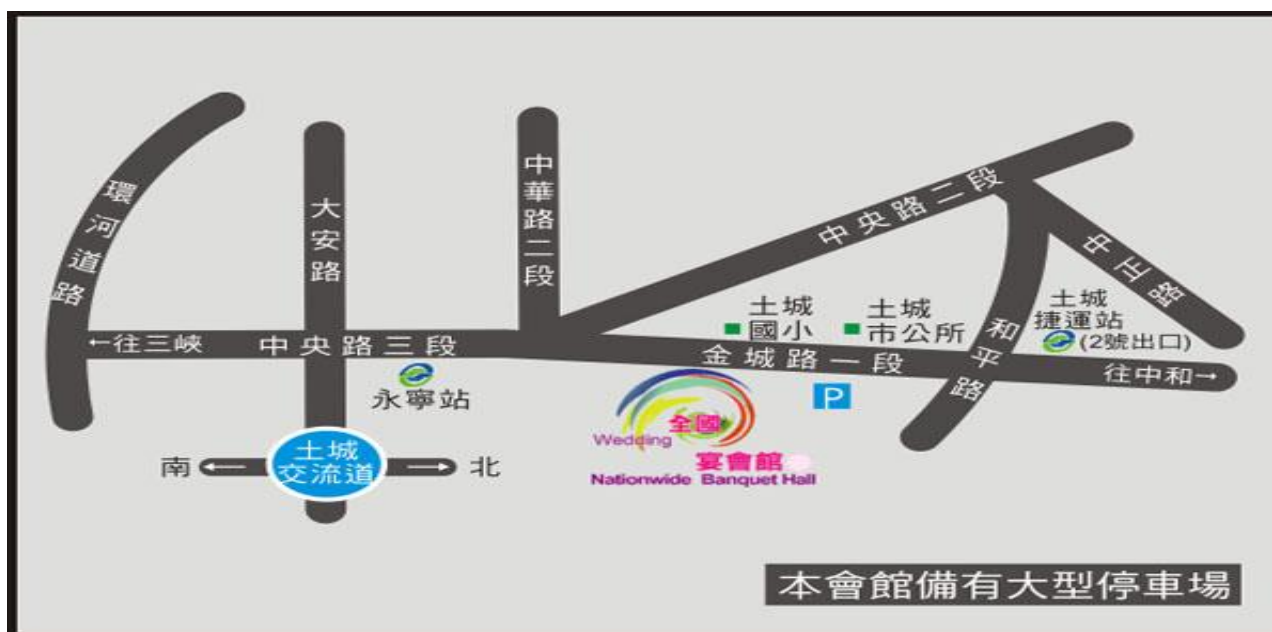 環河道路
大安路
中華路二段
中央路二段
中正路
土城
國小
土城
市公所
土城
捷運站
(2號出口)
和平路
←往三峽
中央路三段
金城路一段
往中和→
永寧站
P
Wedding
全國
宴會館
Nationwide Banquet Hall
南
土城
交流道
北
本會館備有大型停車場